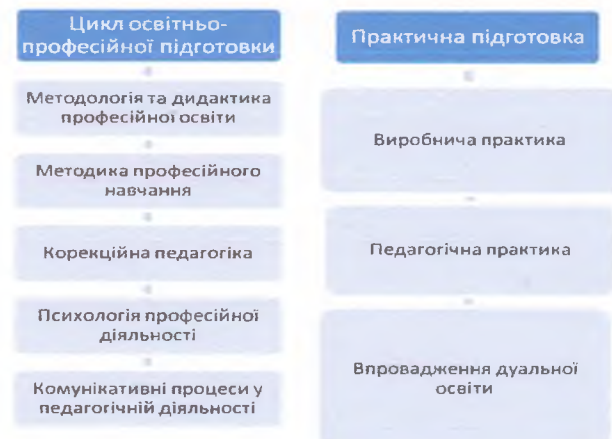 Цикл освітньо-
професійної підготовки
Методологія та дидактика
професійної освіти
Методика професійного
навчання
Корекційна педагогіка
Психологія професійної
діяльності
Комунікативні процеси у
педагогічній діяльності
Практична підготовка
Виробнича практика
Педагогічна практика
Впровадження дуальної
освіти